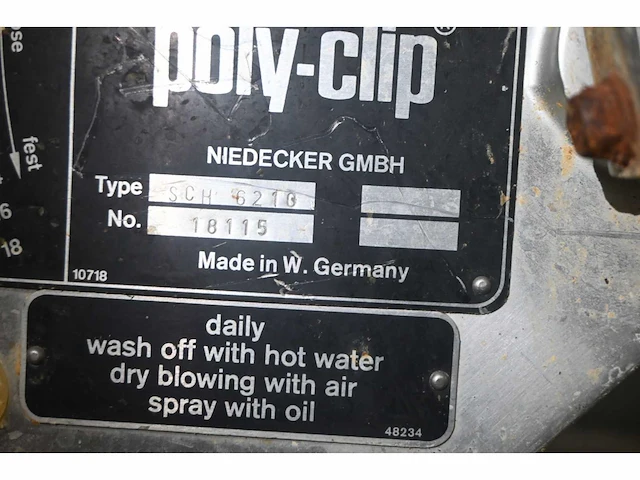 poly-clip®
NIEDECKER GMBH
Type SCH 6210
No. 18115
Made in W. Germany
10718
fest
6
18
daily
wash off with hot water
dry blowing with air
spray with oil
48234